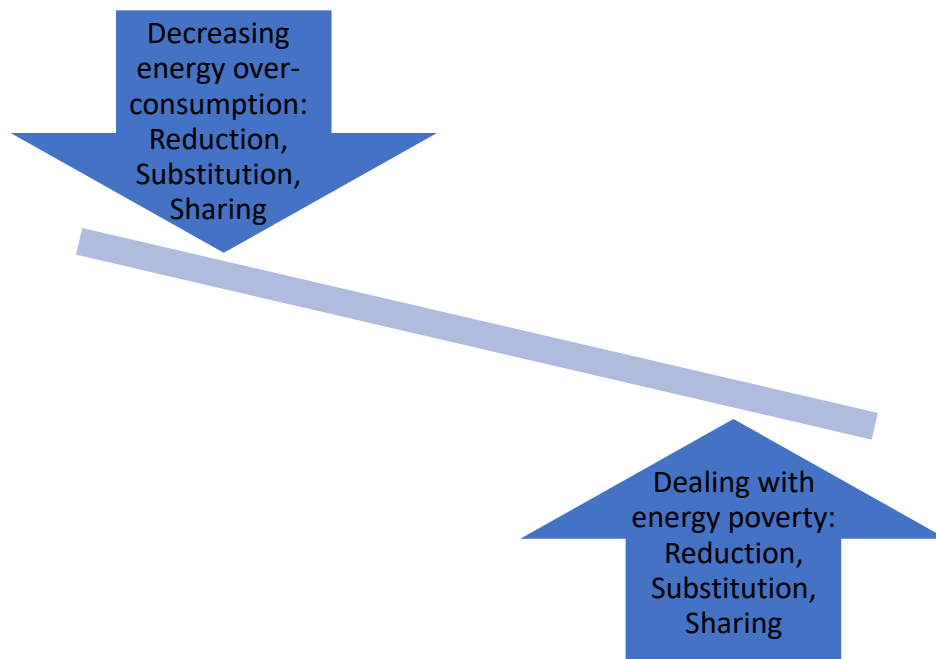 Decreasing
energy over-
consumption:
Reduction,
Substitution,
Sharing
Dealing with
energy poverty:
Reduction,
Substitution,
Sharing